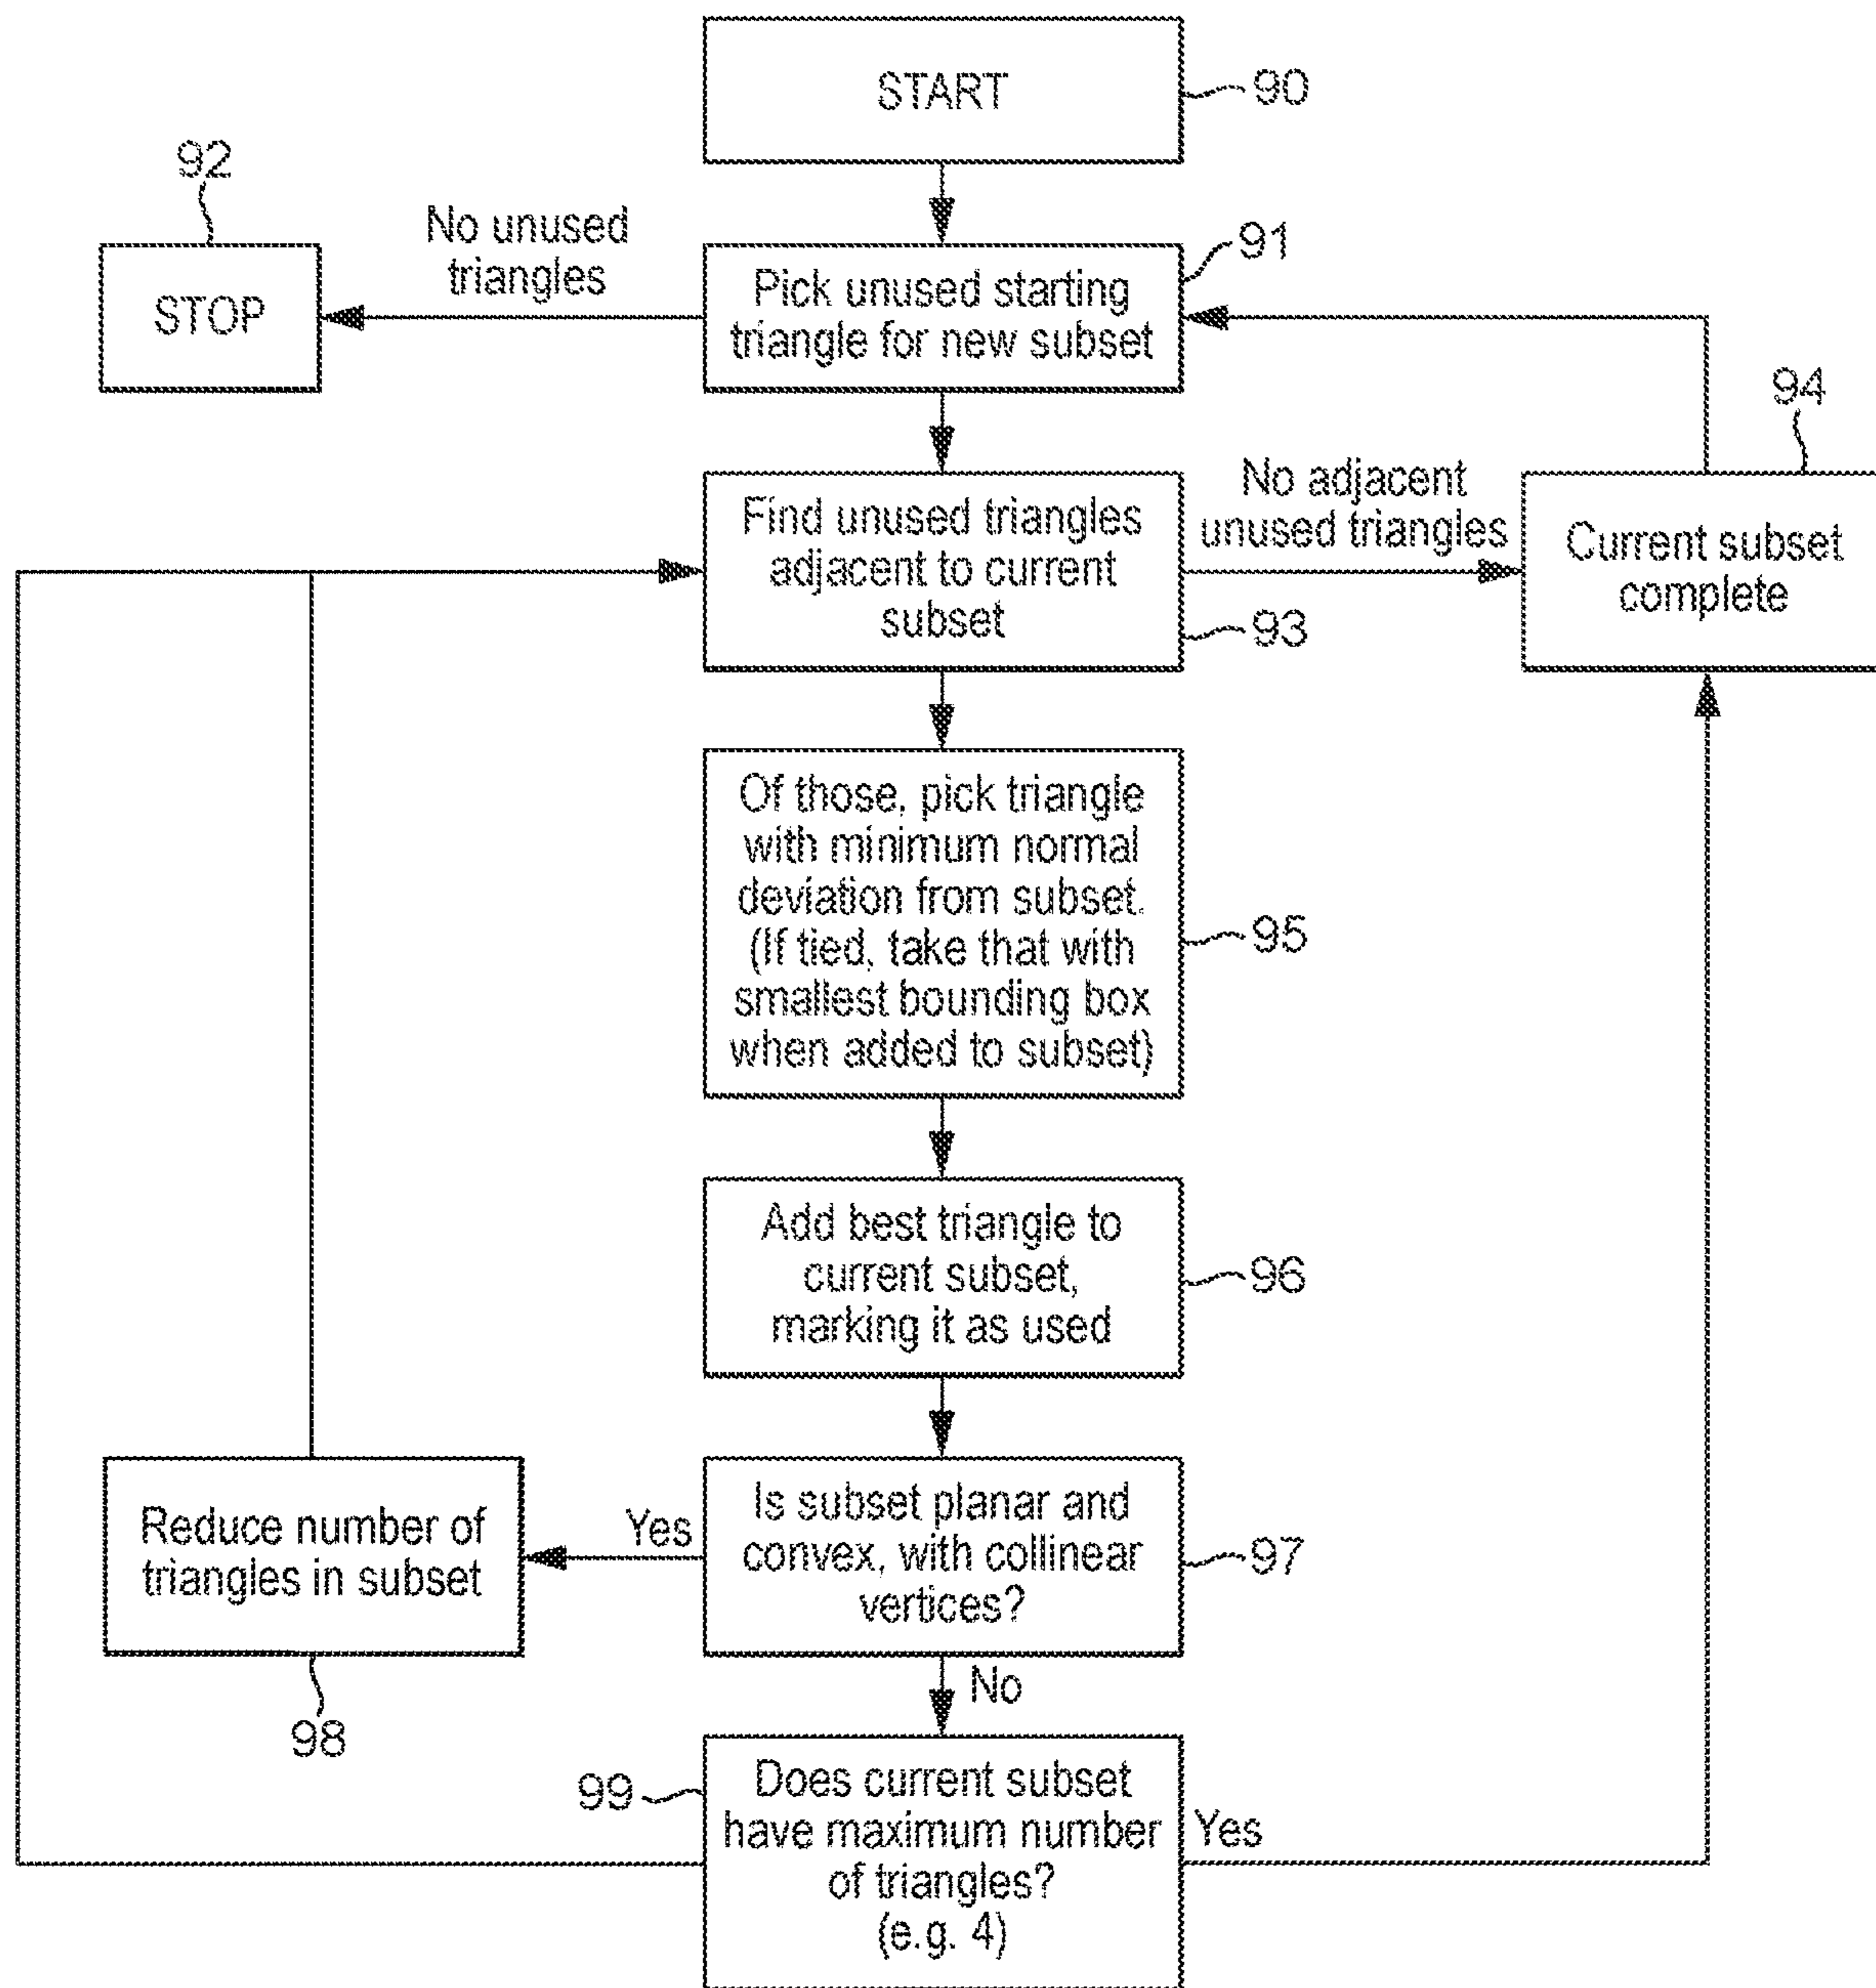 START
90
92
No unused
triangles
91
STOP
Pick unused starting
triangle for new subset
94
No adjacent
unused triangles
Find unused triangles
adjacent to current
subset
93
Current subset
complete
Of those, pick triangle
with minimum normal
deviation from subset.
(If tied, take that with
smallest bounding box
when added to subset)
95
Add best triangle to
current subset,
marking it as used
96
Reduce number of
triangles in subset
Yes
Is subset planar and
convex, with collinear
vertices?
97
98
No
99
Does current subset
have maximum number
of triangles?
(e.g. 4)
Yes